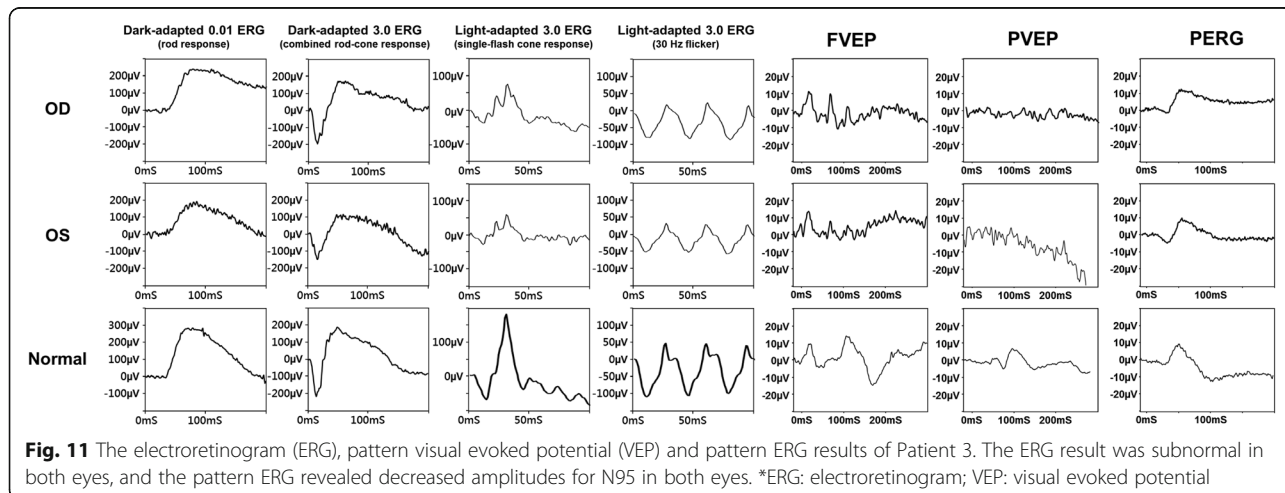 Dark-adapted 0.01 ERG Dark-adapted 3.0 ERG Light-adapted 3.0 ERG Light-adapted 3.0 ERG FVEP PVEP PERG
(rod response) (combined rod-cone response) (single-flash cone response) (30 Hz flicker)
OD
200µV 200µV 100µV 100µV 20µV 20µV 20µV
100µV 100µV 50µV 10µV 10µV 10µV
0µV 0µV 0µV 0µV 0µV 0µV 0µV
-100µV -100µV -50µV -10µV -10µV -10µV
-200µV -200µV -100µV -100µV -20µV -20µV -20µV
0mS 100mS 0mS 100mS 0mS 50mS 0mS 50mS 0mS 100mS 200mS 0mS 100mS 200mS 0mS 100mS
OS
200µV 200µV 100µV 100µV 20µV 20µV 20µV
100µV 100µV 50µV 10µV 10µV 10µV
0µV 0µV 0µV 0µV 0µV 0µV 0µV
-100µV -100µV -50µV -10µV -10µV -10µV
-200µV -200µV -100µV -100µV -20µV -20µV -20µV
0mS 100mS 0mS 100mS 0mS 50mS 0mS 50mS 0mS 100mS 200mS 0mS 100mS 200mS 0mS 100mS
Normal
300µV 200µV 100µV 100µV 20µV 20µV 20µV
200µV 100µV 50µV 10µV 10µV 10µV
100µV 0µV 0µV 0µV 0µV 0µV 0µV
0µV -100µV -50µV -10µV -10µV -10µV
-100µV -200µV -100µV -100µV -20µV -20µV -20µV
0mS 100mS 0mS 100mS 0mS 50mS 0mS 50mS 0mS 100mS 200mS 0mS 100mS 200mS 0mS 100mS
Fig. 11 The electroretinogram (ERG), pattern visual evoked potential (VEP) and pattern ERG results of Patient 3. The ERG result was subnormal in
both eyes, and the pattern ERG revealed decreased amplitudes for N95 in both eyes. *ERG: electroretinogram; VEP: visual evoked potential